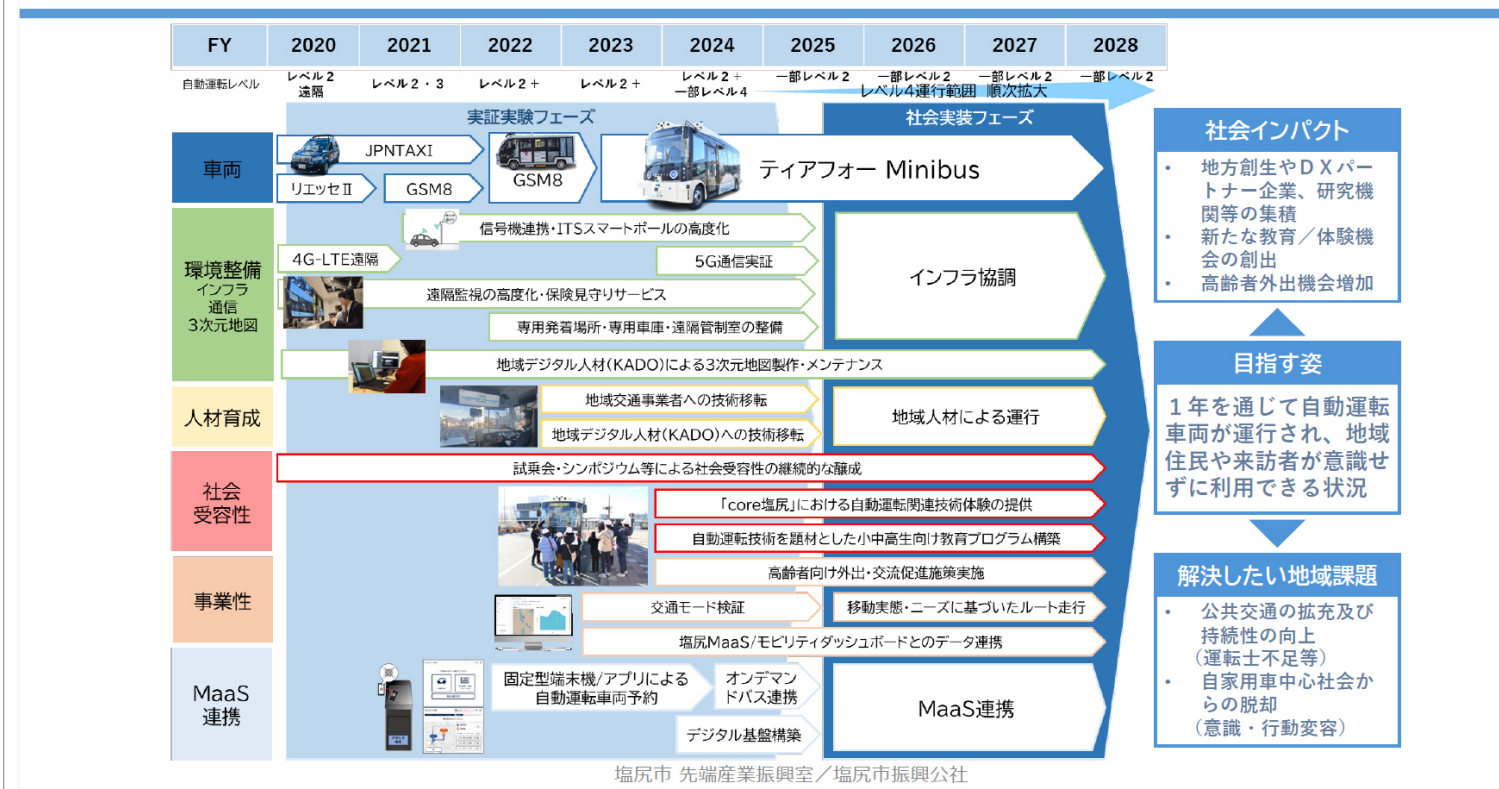 FY 2020 2021 2022 2023 2024 2025 2026 2027 2028
自動運転レベル
レベル2
遠隔
レベル2・3
レベル2+
レベル2+
レベル2+
一部レベル4
一部レベル2
一部レベル2
一部レベル2
一部レベル2
レベル4運行範囲 順次拡大
実証実験フェーズ
社会実装フェーズ
車両
JPNTAXI
リエッセⅡ
GSM8
GSM8
ティアフォー Minibus
環境整備
インフラ
通信
3次元地図
信号機連携・ITSスマートポールの高度化
4G-LTE遠隔
5G通信実証
遠隔監視の高度化・保険見守りサービス
専用発着場所・専用車庫・遠隔管制室の整備
インフラ協調
地域デジタル人材(KADO)による3次元地図製作・メンテナンス
人材育成
地域交通事業者への技術移転
地域デジタル人材(KADO)への技術移転
地域人材による運行
社会
受容性
試乗会・シンポジウム等による社会受容性の継続的な醸成
「core塩尻」における自動運転関連技術体験の提供
自動運転技術を題材とした小中高生向け教育プログラム構築
事業性
高齢者向け外出・交流促進施策実施
交通モード検証
移動実態・ニーズに基づいたルート走行
塩尻MaaS/モビリティダッシュボードとのデータ連携
MaaS
連携
固定型端末機/アプリによる
自動運転車両予約
オンデマン
ドバス連携
デジタル基盤構築
MaaS連携
社会インパクト
・ 地方創生やDXパー
トナー企業、研究機
関等の集積
・ 新たな教育/体験機
会の創出
・ 高齢者外出機会増加
目指す姿
1年を通じて自動運転
車両が運行され、地域
住民や来訪者が意識せ
ずに利用できる状況
解決したい地域課題
・ 公共交通の拡充及び
持続性の向上
(運転士不足等)
・ 自家用車中心社会か
らの脱却
(意識・行動変容)
塩尻市 先端産業振興室/塩尻市振興公社